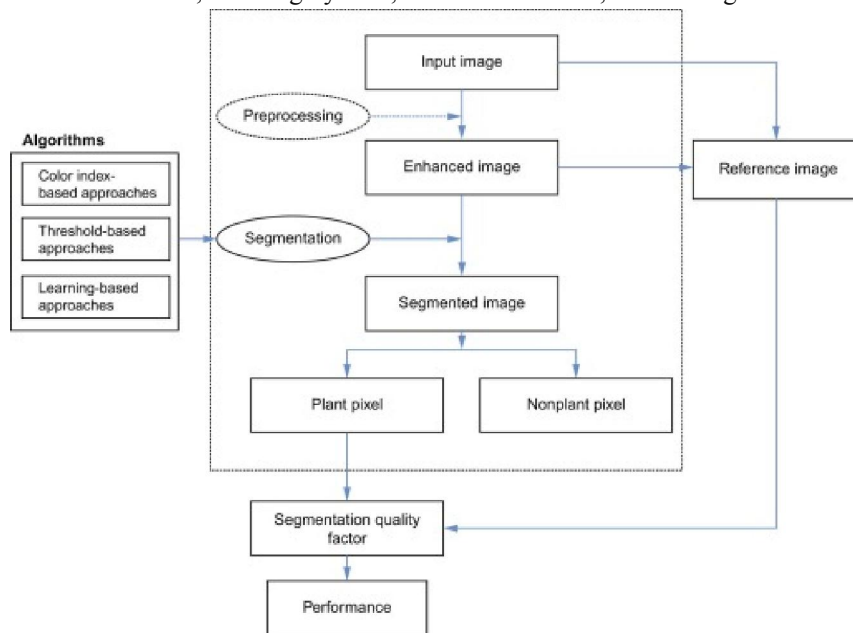 Input image
Preprocessing
Algorithms
Color index-
based approaches
Enhanced image
Reference image
Threshold-based
approaches
Segmentation
Learning-based
approaches
Segmented image
Plant pixel
Nonplant pixel
Segmentation quality
factor
Performance